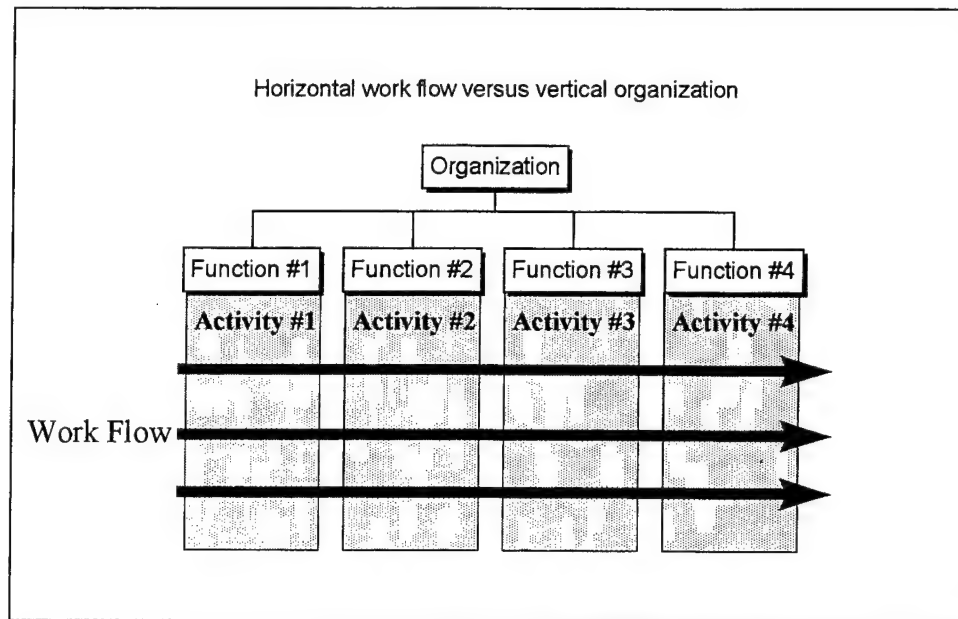 Horizontal work flow versus vertical organization
Organization
Function #1 Function #2 Function #3 Function #4
Activity #1 Activity #2 Activity #3 Activity #4
Work Flow